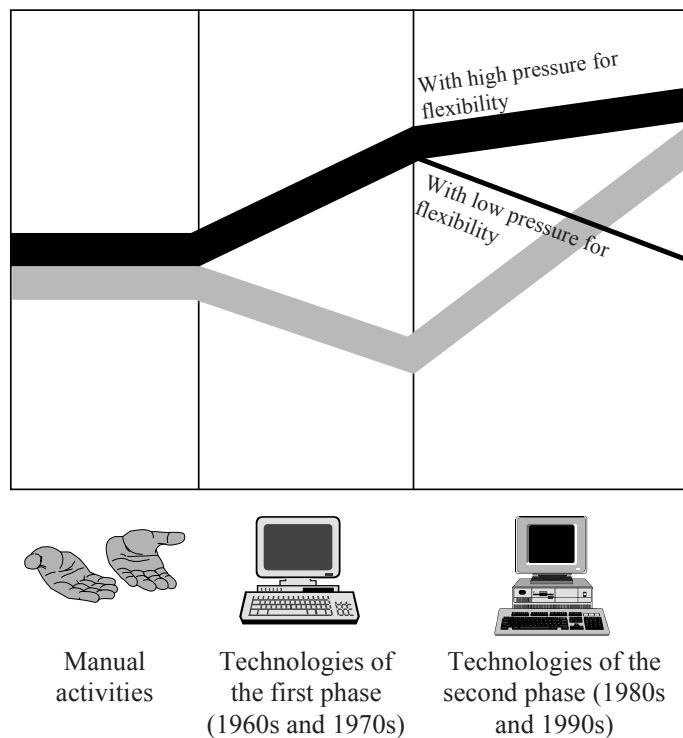 With high pressure for
flexibility
With low pressure for
flexibility
Manual
activities
Technologies of
the first phase
(1960s and 1970s)
Technologies of the
second phase (1980s
and 1990s)